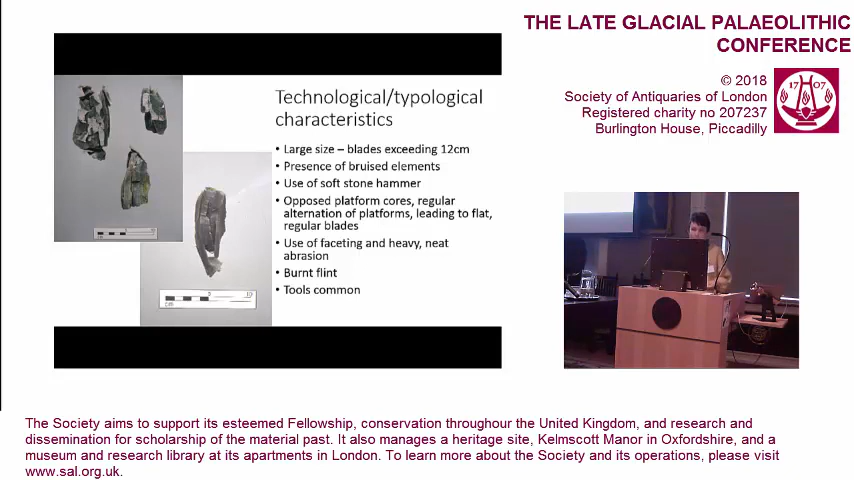 THE LATE GLACIAL PALAEOLITHIC
CONFERENCE
© 2018
Society of Antiquaries of London
Registered charity no 207237
Burlington House, Piccadilly
17 07
Technological/typological
characteristics
• Large size – blades exceeding 12cm
• Presence of bruised elements
• Use of soft stone hammer
• Opposed platform cores, regular
alternation of platforms, leading to flat,
regular blades
• Use of faceting and heavy, neat
abrasion
• Burnt flint
• Tools common
The Society aims to support its esteemed Fellowship, conservation throughour the United Kingdom, and research and
dissemination for scholarship of the material past. It also manages a heritage site, Kelmscott Manor in Oxfordshire, and a
museum and research library at its apartments in London. To learn more about the Society and its operations, please visit
www.sal.org.uk.